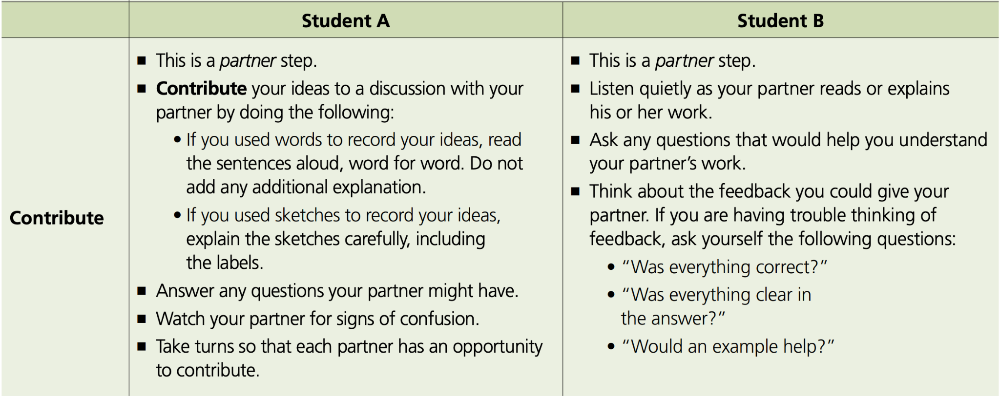 Student A
Student B
Contribute
■ This is a partner step.
■ Contribute your ideas to a discussion with your
partner by doing the following:
• If you used words to record your ideas, read
the sentences aloud, word for word. Do not
add any additional explanation.
• If you used sketches to record your ideas,
explain the sketches carefully, including
the labels.
■ Answer any questions your partner might have.
■ Watch your partner for signs of confusion.
■ Take turns so that each partner has an opportunity
to contribute.
■ This is a partner step.
■ Listen quietly as your partner reads or explains
his or her work.
■ Ask any questions that would help you understand
your partner’s work.
■ Think about the feedback you could give your
partner. If you are having trouble thinking of
feedback, ask yourself the following questions:
• “Was everything correct?”
• “Was everything clear in
the answer?”
• “Would an example help?”